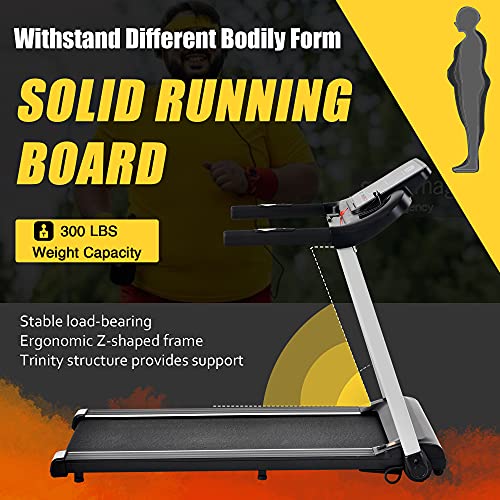 Withstand Different Bodily Form
SOLID RUNNING
BOARD
300 LBS
Weight Capacity
Stable load-bearing
Ergonomic Z-shaped frame
Trinity structure provides support